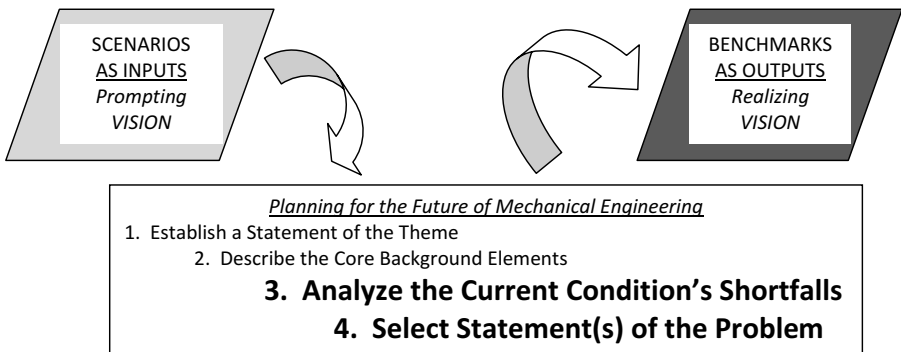 SCENARIOS
AS INPUTS
Prompting
VISION
BENCHMARKS
AS OUTPUTS
Realizing
VISION
Planning for the Future of Mechanical Engineering
1. Establish a Statement of the Theme
2. Describe the Core Background Elements
3. Analyze the Current Condition’s Shortfalls
4. Select Statement(s) of the Problem